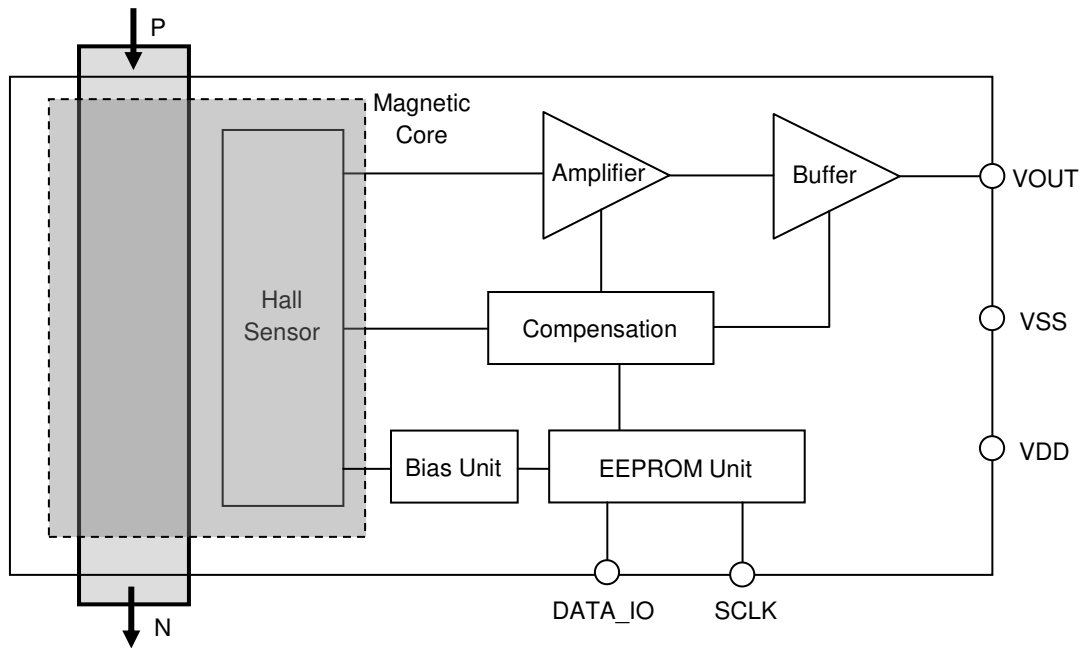 P
Magnetic
Core
Amplifier
Buffer
VOUT
Hall
Sensor
Compensation
VSS
Bias Unit
EEPROM Unit
VDD
DATA_IO
SCLK
N